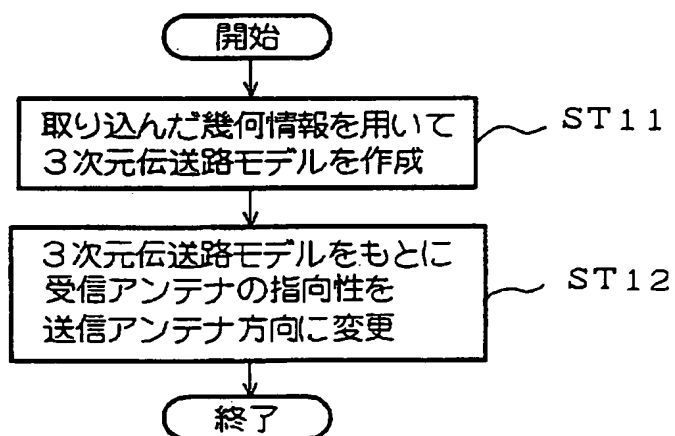 開始
取り込んだ幾何情報を用いて
３次元伝送路モデルを作成
ST11
３次元伝送路モデルをもとに
受信アンテナの指向性を
送信アンテナ方向に変更
ST12
終了